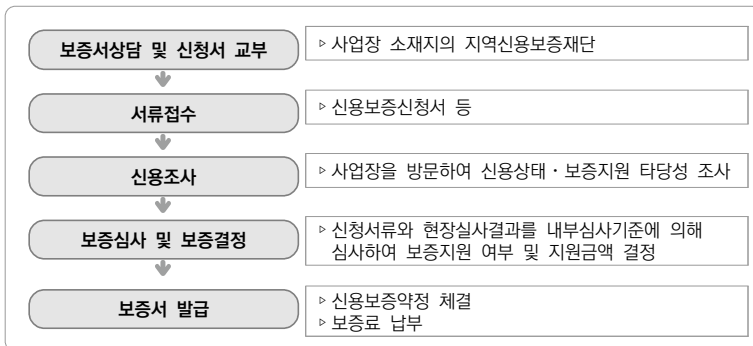 보증서상담 및 신청서 교부
▹ 사업장 소재지의 지역신용보증재단
서류접수
▹ 신용보증신청서 등
신용조사
▹ 사업장을 방문하여 신용상태·보증지원 타당성 조사
보증심사 및 보증결정
▹ 신청서류와 현장실사결과를 내부심사기준에 의해
심사하여 보증지원 여부 및 지원금액 결정
보증서 발급
▹ 신용보증약정 체결
▹ 보증료 납부